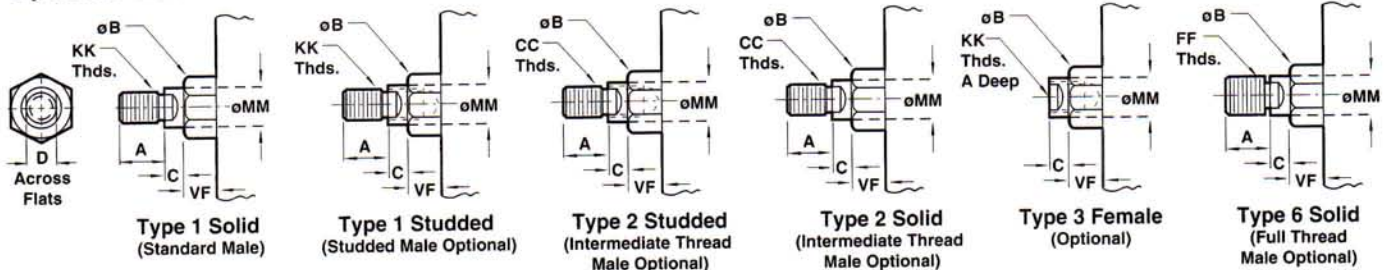 D
Across
Flats
øB
KK
Thds.
øMM
A
C
VF
Type 1 Solid
(Standard Male)
øB
KK
Thds.
øMM
A
C
VF
Type 1 Studded
(Studded Male Optional)
øB
CC
Thds.
øMM
A
C
VF
Type 2 Studded
(Intermediate Thread
Male Optional)
øB
CC
Thds.
øMM
A
C
VF
Type 2 Solid
(Intermediate Thread
Male Optional)
øB
KK
Thds.
A Deep
øMM
C
VF
Type 3 Female
(Optional)
øB
FF
Thds.
øMM
A
C
VF
Type 6 Solid
(Full Thread
Male Optional)